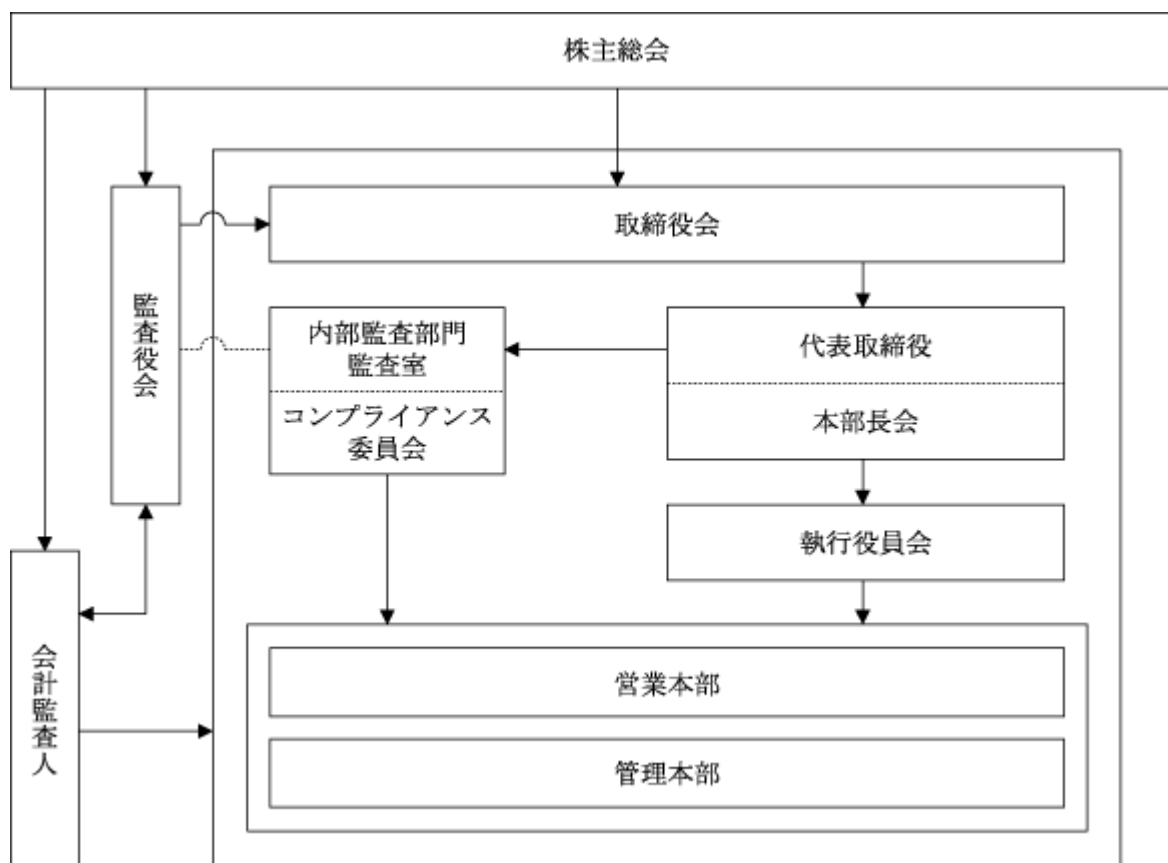 株主総会
取締役会
監査役会
内部監査部門
監査室
コンプライアンス
委員会
代表取締役
本部長会
執行役員会
会計監査人
営業本部
管理本部